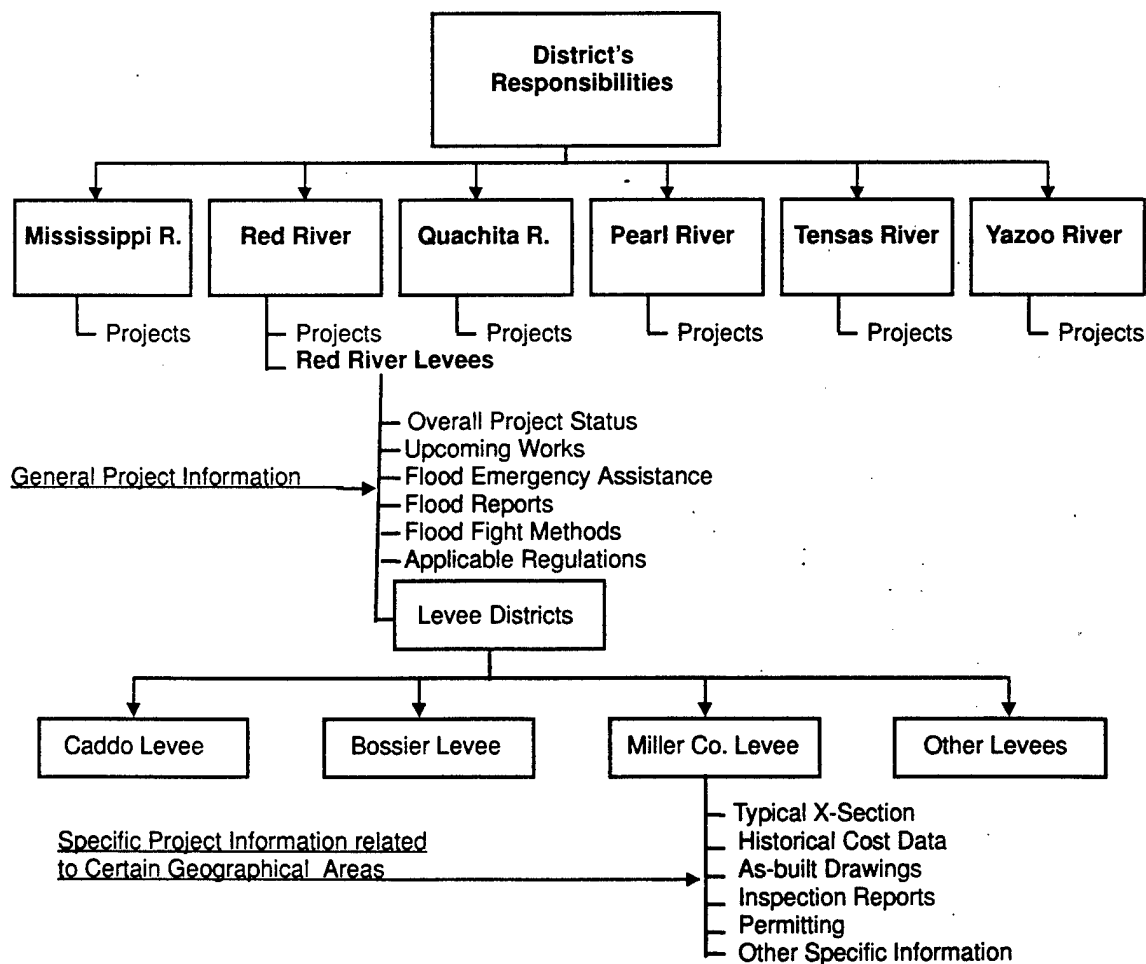 District's
Responsibilities
Mississippi R.
Red River
Quachita R.
Pearl River
Tensas River
Yazoo River
Projects
Projects
Projects
Projects
Projects
Projects
Red River Levees
Overall Project Status
Upcoming Works
General Project Information
Flood Emergency Assistance
Flood Reports
Flood Fight Methods
Applicable Regulations
Levee Districts
Caddo Levee
Bossier Levee
Miller Co. Levee
Other Levees
Specific Project Information related
to Certain Geographical Areas
Typical X-Section
Historical Cost Data
As-built Drawings
Inspection Reports
Permitting
Other Specific Information